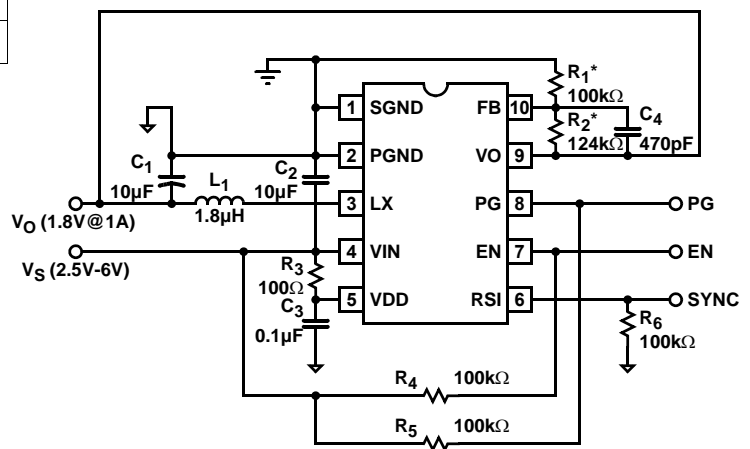 R1*
100kΩ
1 SGND
FB 10
R2*
124kΩ
C4
470pF
C1
10µF
2 PGND
VO 9
L1
1.8µH
C2
10µF
3 LX
PG 8
PG
VO (1.8V@1A)
4 VIN
EN 7
EN
VS (2.5V-6V)
R3
100Ω
5 VDD
RSI 6
SYNC
C3
0.1µF
R6
100kΩ
R4 100kΩ
R5 100kΩ